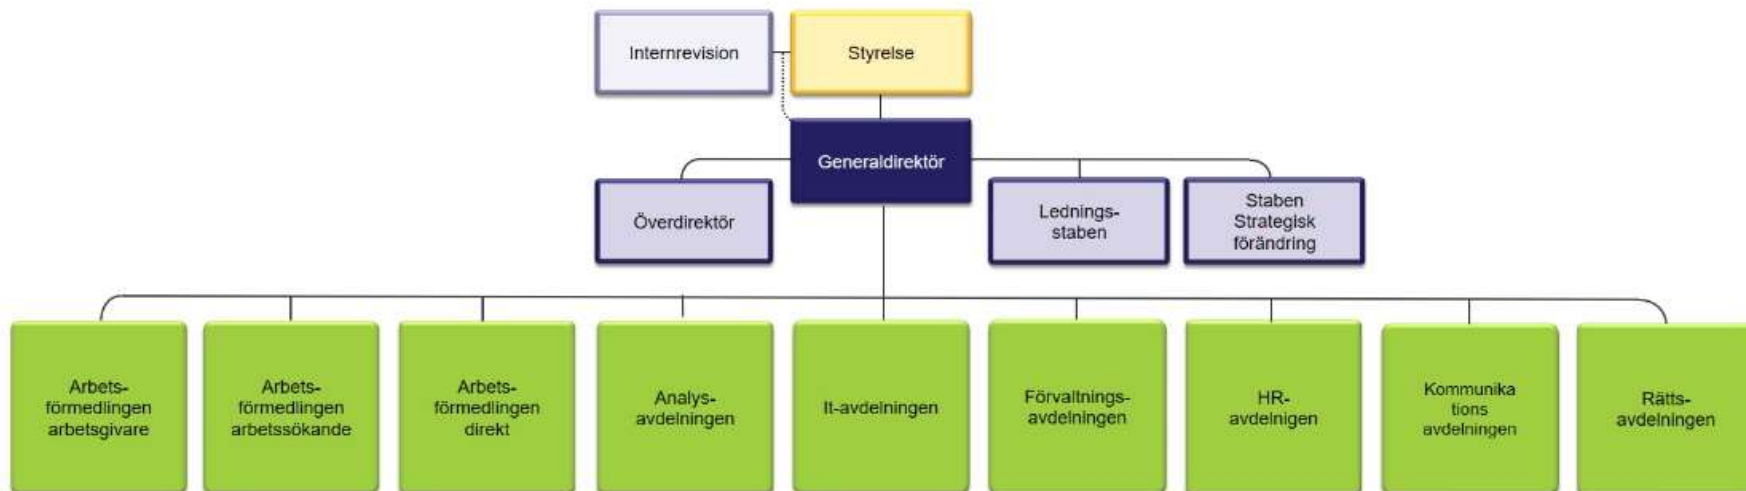 Internrevision
Styrelse
Generaldirektör
Överdirektör
Lednings-
staben
Staben
Strategisk
förändring
Arbets-
förmedlingen
arbetsgivare
Arbets-
förmedlingen
arbetssökande
Arbets-
förmedlingen
direkt
Analys-
avdelningen
It-avdelningen
Förvaltnings-
avdelningen
HR-
avdelnigen
Kommunika
tions
avdelningen
Rätts-
avdelningen